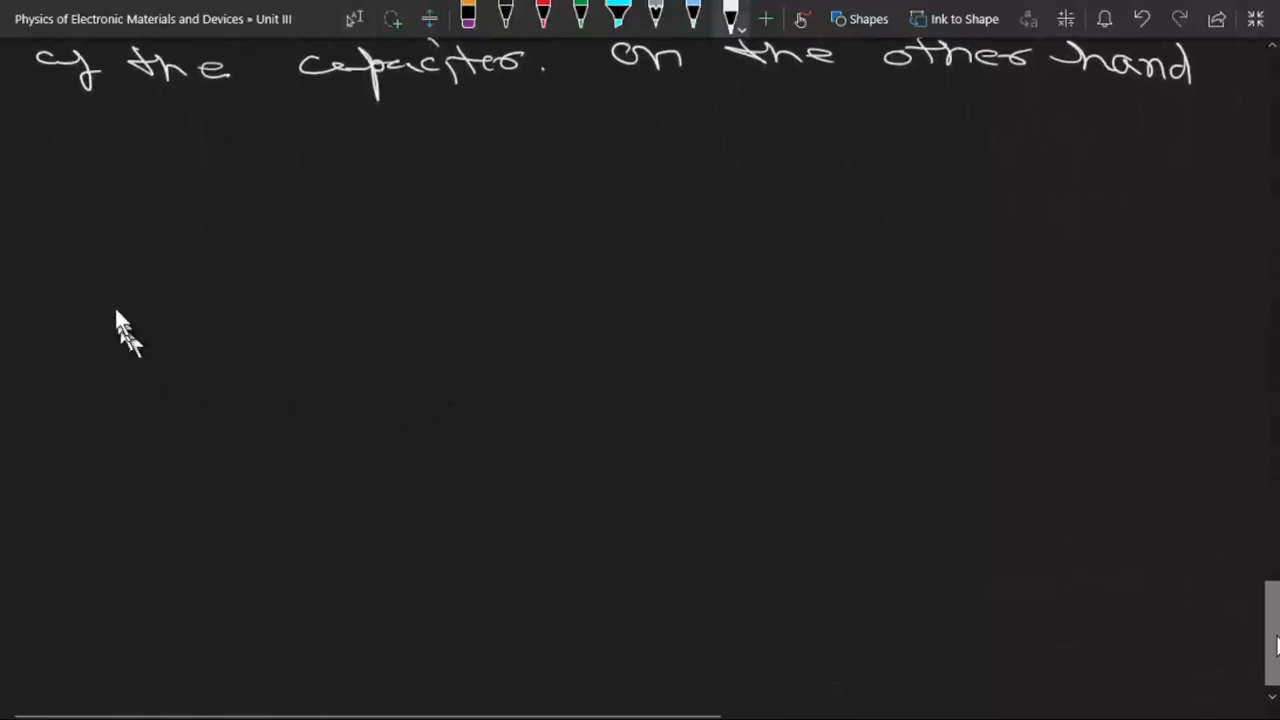 Physics of Electronic Materials and Devices » Unit III
Shapes
Ink to Shape
of the capacitor. On the other hand